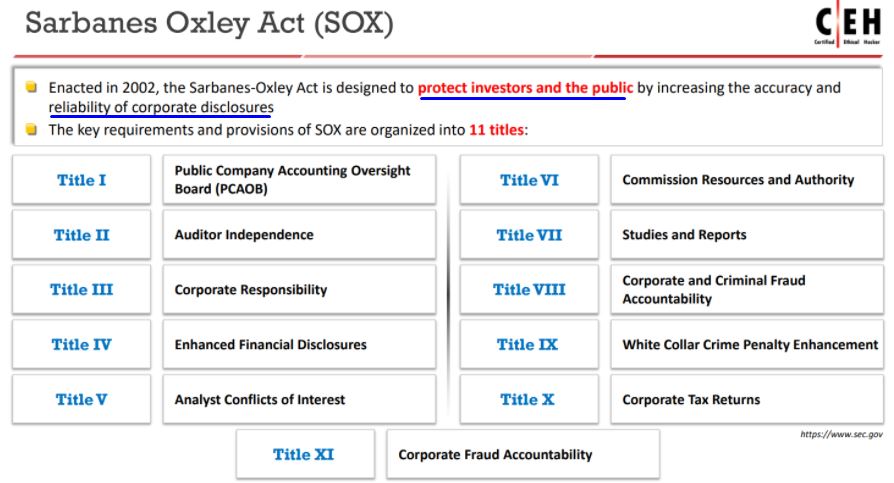 Sarbanes Oxley Act (SOX)
CEH
Certified Ethical Hacker
Enacted in 2002, the Sarbanes-Oxley Act is designed to protect investors and the public by increasing the accuracy and
reliability of corporate disclosures
The key requirements and provisions of SOX are organized into 11 titles:
Title I
Public Company Accounting Oversight
Board (PCAOB)
Title II
Auditor Independence
Title III
Corporate Responsibility
Title IV
Enhanced Financial Disclosures
Title V
Analyst Conflicts of Interest
Title VI
Commission Resources and Authority
Title VII
Studies and Reports
Title VIII
Corporate and Criminal Fraud
Accountability
Title IX
White Collar Crime Penalty Enhancement
Title X
Corporate Tax Returns
Title XI
Corporate Fraud Accountability
https://www.sec.gov